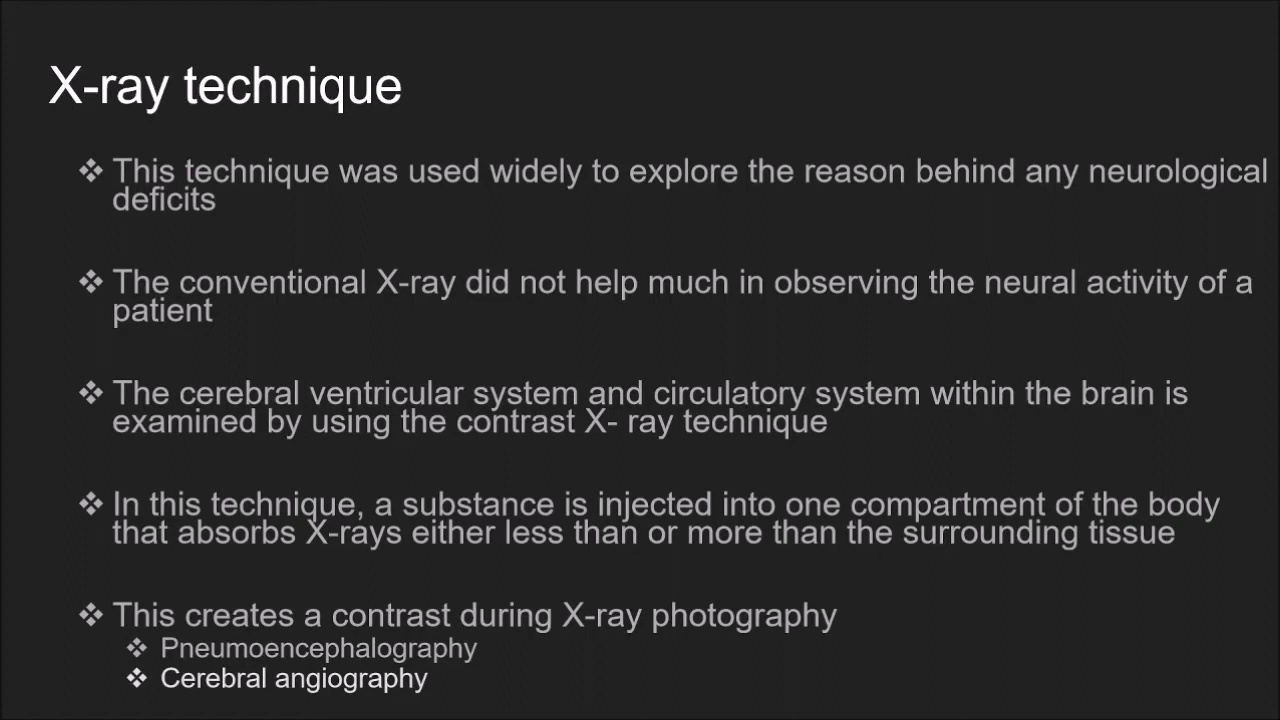 X-ray technique
❖ This technique was used widely to explore the reason behind any neurological
deficits
❖ The conventional X-ray did not help much in observing the neural activity of a
patient
❖ The cerebral ventricular system and circulatory system within the brain is
examined by using the contrast X- ray technique
❖ In this technique, a substance is injected into one compartment of the body
that absorbs X-rays either less than or more than the surrounding tissue
❖ This creates a contrast during X-ray photography
❖ Pneumoencephalography
❖ Cerebral angiography